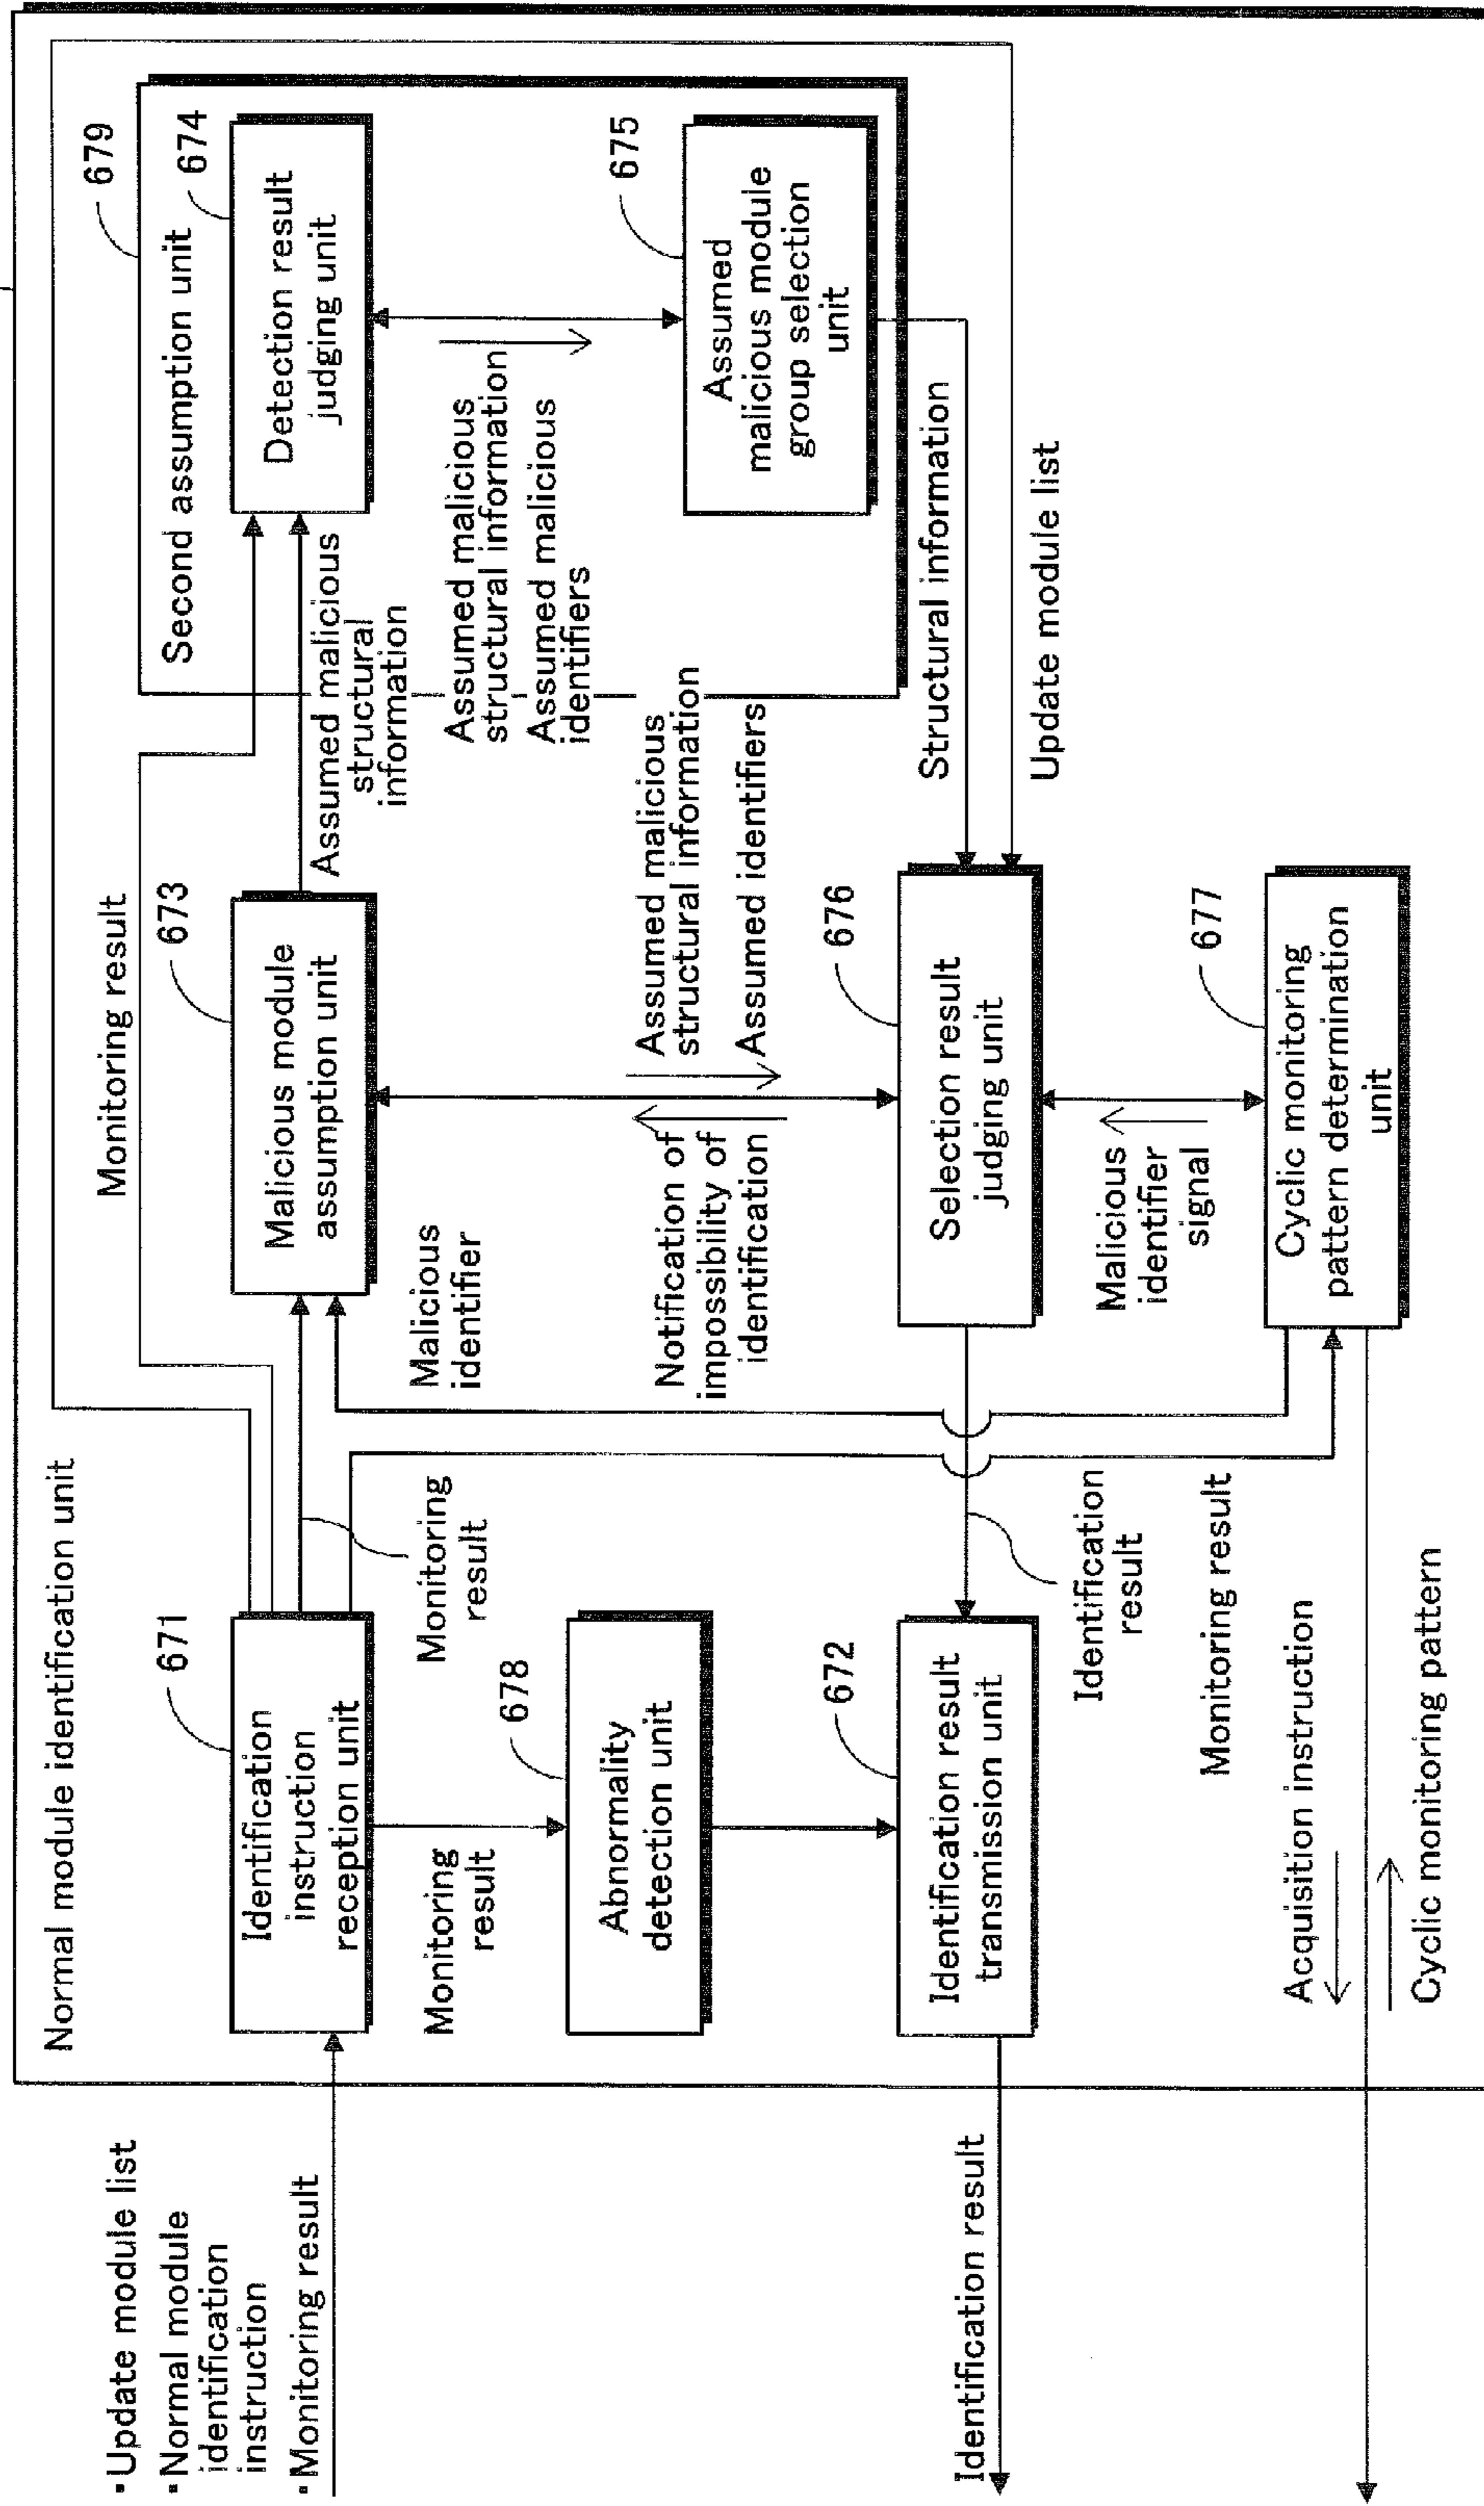 Normal module identification unit
·Update module list
·Normal module
identification
instruction
·Monitoring result
671
Identification
instruction
reception unit
Monitoring
result
678
Abnormality
detection unit
672
Identification result
transmission unit
Identification result
Monitoring
result
Monitoring result
673
Malicious module
assumption unit
Malicious
identifier
Notification of
impossibility of
identification
Assumed malicious
structural information
Assumed identifiers
676
Selection result
judging unit
Identification
result
Monitoring result
Malicious
identifier
signal
677
Cyclic monitoring
pattern determination
unit
Acquisition instruction
Cyclic monitoring pattern
679
Second assumption unit
674
Detection result
judging unit
Assumed malicious
structural
information
Assumed malicious
structural information
Assumed malicious
identifiers
675
Assumed
malicious module
group selection
unit
Structural information
Update module list